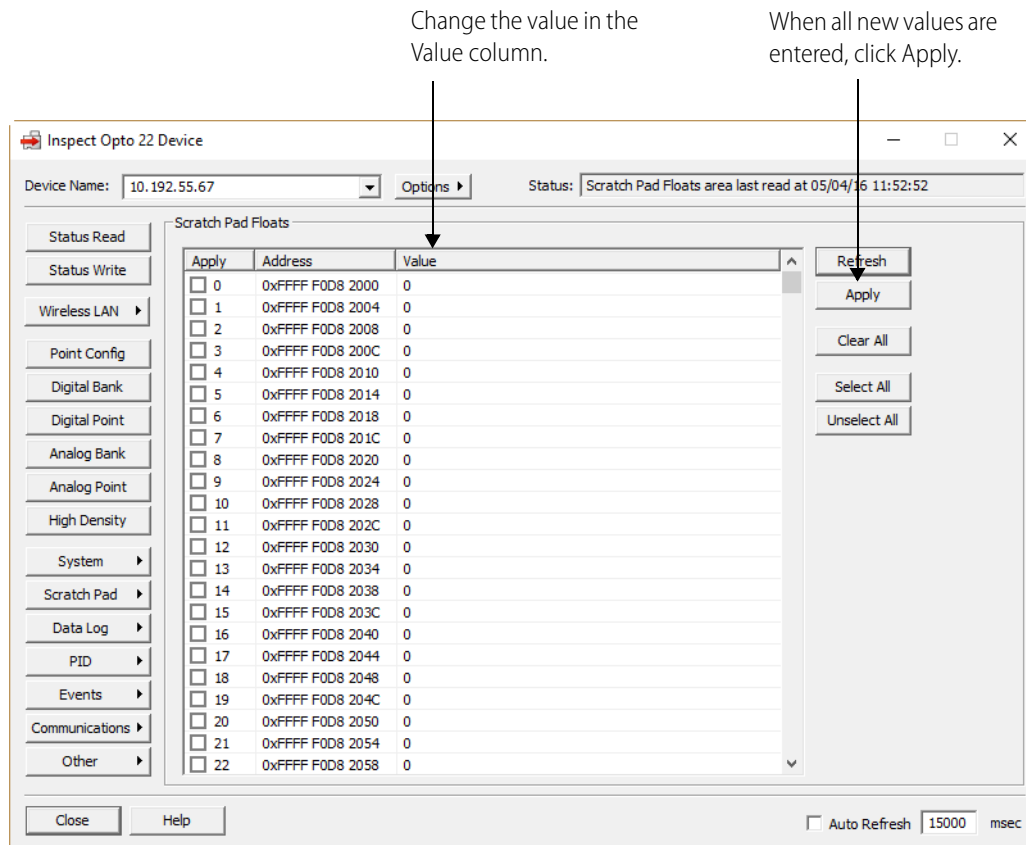 Change the value in the
Value column.
When all new values are
entered, click Apply.
Inspect Opto 22 Device
Device Name: 10.192.55.67 Options Status: Scratch Pad Floats area last read at 05/04/16 11:52:52
Status Read
Status Write
Wireless LAN
Point Config
Digital Bank
Digital Point
Analog Bank
Analog Point
High Density
System
Scratch Pad
Data Log
PID
Events
Communications
Other
Scratch Pad Floats
Apply Address Value
0 0xFFFF F0D8 2000 0
1 0xFFFF F0D8 2004 0
2 0xFFFF F0D8 2008 0
3 0xFFFF F0D8 200C 0
4 0xFFFF F0D8 2010 0
5 0xFFFF F0D8 2014 0
6 0xFFFF F0D8 2018 0
7 0xFFFF F0D8 201C 0
8 0xFFFF F0D8 2020 0
9 0xFFFF F0D8 2024 0
10 0xFFFF F0D8 2028 0
11 0xFFFF F0D8 202C 0
12 0xFFFF F0D8 2030 0
13 0xFFFF F0D8 2034 0
14 0xFFFF F0D8 2038 0
15 0xFFFF F0D8 203C 0
16 0xFFFF F0D8 2040 0
17 0xFFFF F0D8 2044 0
18 0xFFFF F0D8 2048 0
19 0xFFFF F0D8 204C 0
20 0xFFFF F0D8 2050 0
21 0xFFFF F0D8 2054 0
22 0xFFFF F0D8 2058 0
Refresh
Apply
Clear All
Select All
Unselect All
Close Help Auto Refresh 15000 msec